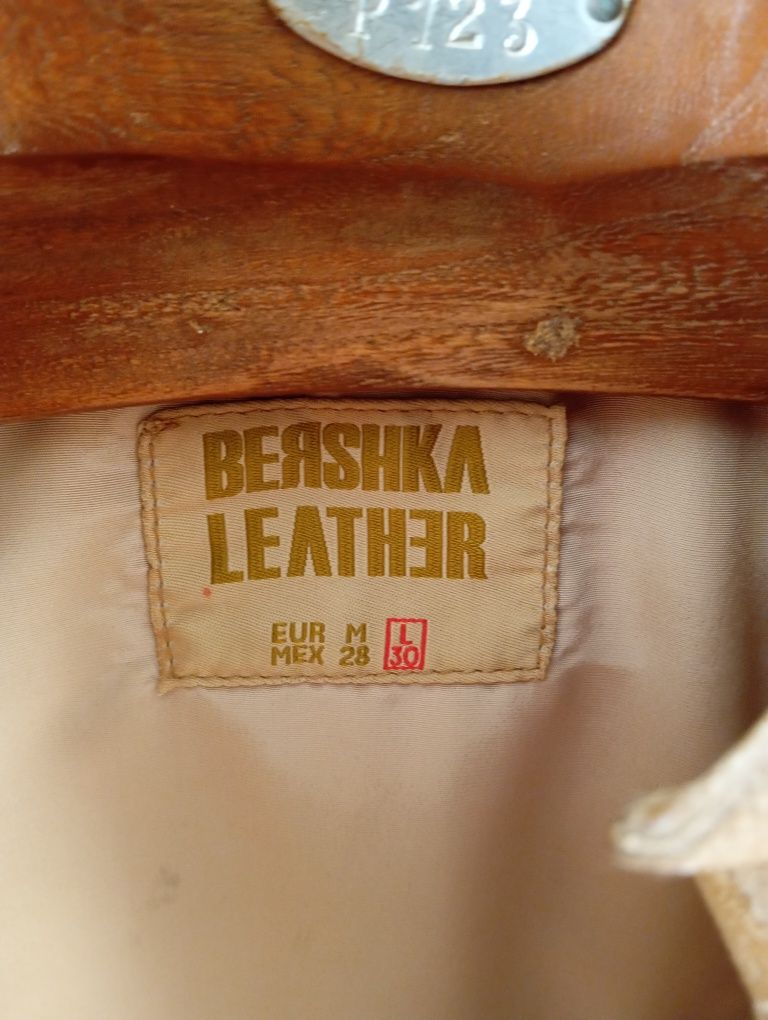 P123
BERSHKA
LEATHER
EUR M L
MEX 28 30